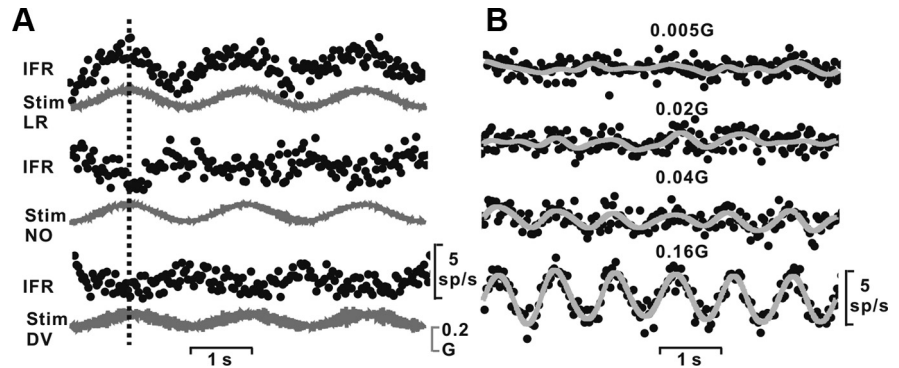 A
IFR
Stim
LR
IFR
Stim
NO
IFR
5
sp/s
Stim
DV
0.2
G
1 s
B
0.005G
0.02G
0.04G
0.16G
5
sp/s
1 s